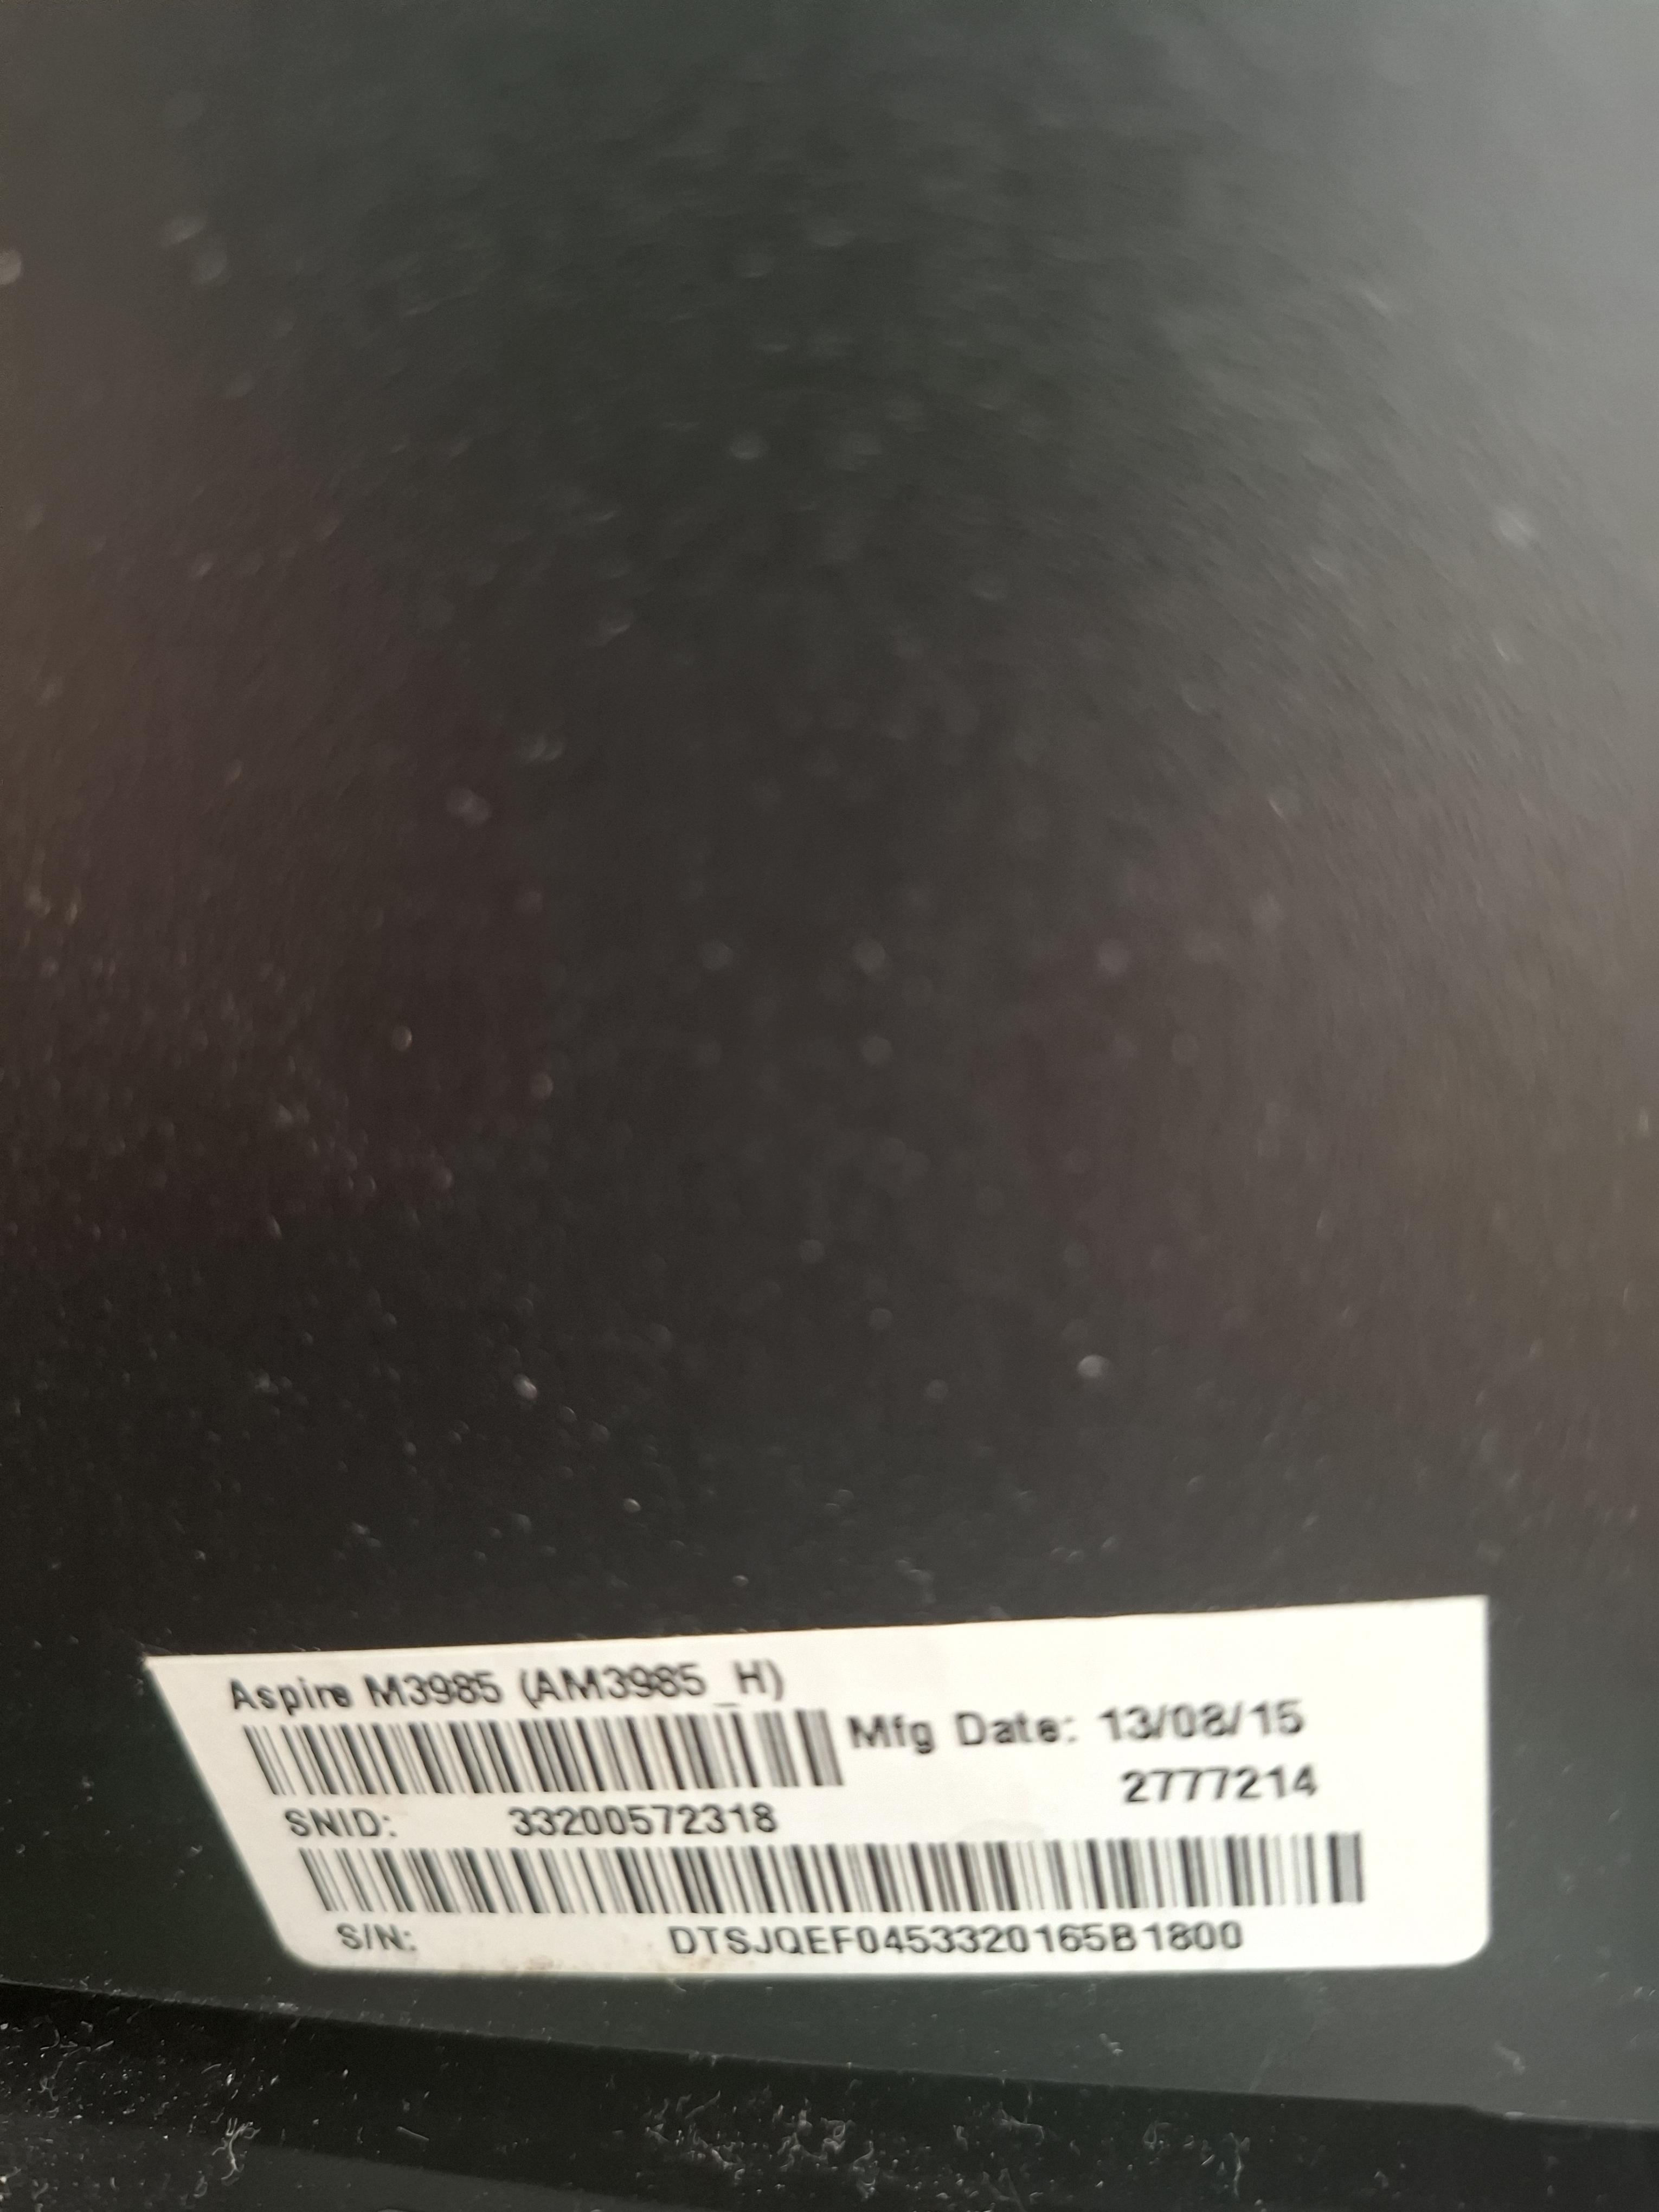 Aspire M3985 (AM3985_H)
Mfg Date: 13/08/15
2777214
SNID: 33200572318
S/N: DTSJQEF0453320165B1800